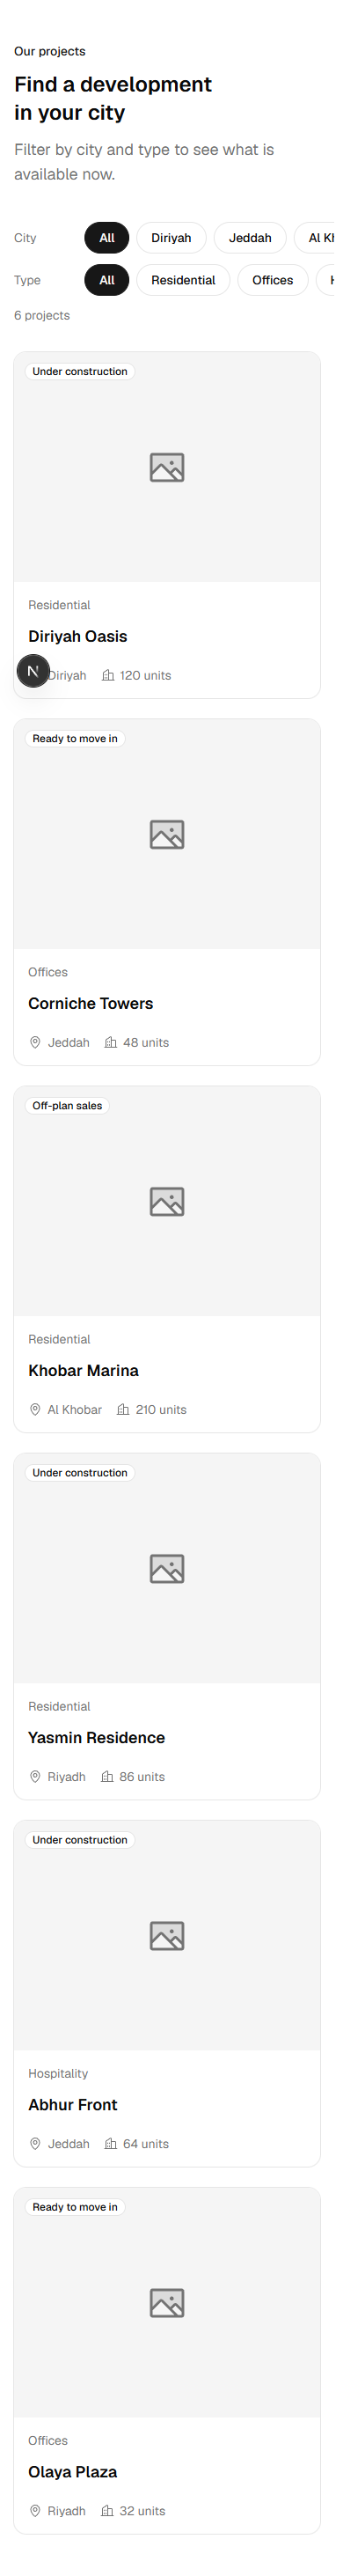 Our projects
Find a development
in your city
Filter by city and type to see what is
available now.
City All Diriyah Jeddah Al
Type All Residential Offices
6 projects
Under construction
Residential
Diriyah Oasis
N Diriyah 120 units
Ready to move in
Offices
Corniche Towers
Jeddah 48 units
Off-plan sales
Residential
Khobar Marina
Al Khobar 210 units
Under construction
Residential
Yasmin Residence
Riyadh 86 units
Under construction
Hospitality
Abhur Front
Jeddah 64 units
Ready to move in
Offices
Olaya Plaza
Riyadh 32 units